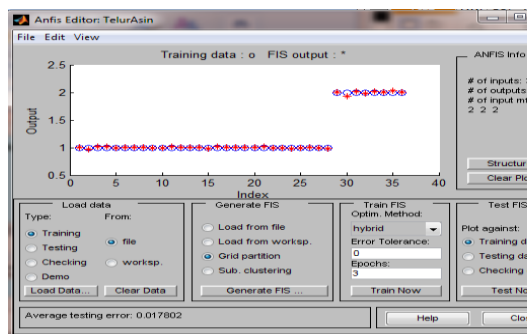 Anfis Editor: TelurAsin
File Edit View
Training data : o FIS output : *
2.5
2
1.5
1
0.5
0 5 10 15 20 25 30 35 40
Index
Output
ANFIS Info
# of inputs:
# of outputs
# of input mf
2 2 2
Structur
Clear Plo
Load data
Type:
From:
Training
Testing
Checking
Demo
file
worksp.
Load Data...
Clear Data
Generate FIS
Load from file
Load from worksp.
Grid partition
Sub. clustering
Generate FIS ...
Train FIS
Optim. Method:
hybrid
Error Tolerance:
0
Epochs:
3
Train Now
Test FIS
Plot against:
Training da
Testing da
Checking
Test No
Average testing error: 0.017802
Help
Clo